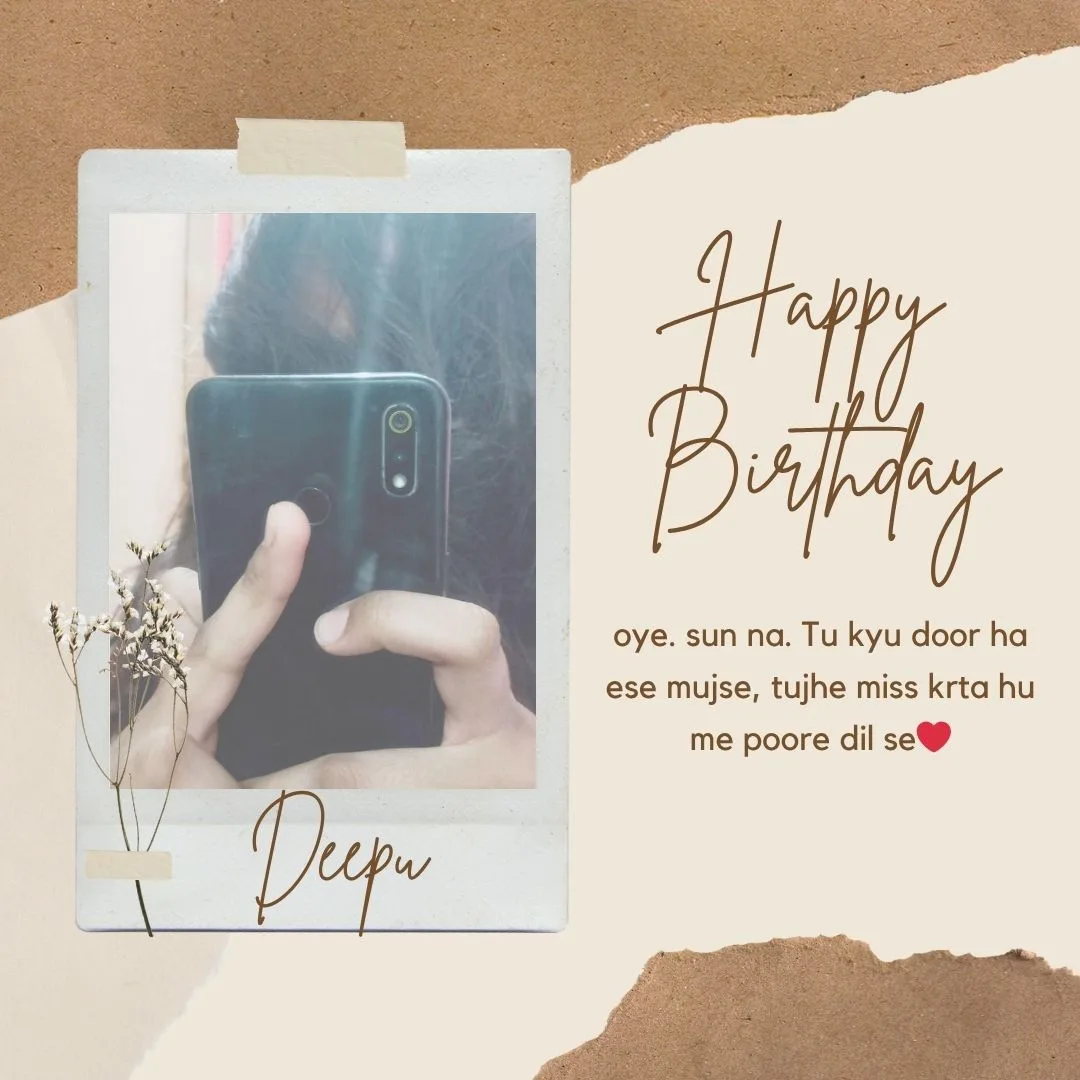 Happy
Birthday
oye. sun na. Tu kyu door ha
ese mujse, tujhe miss krta hu
me poore dil se❤️
Deepu